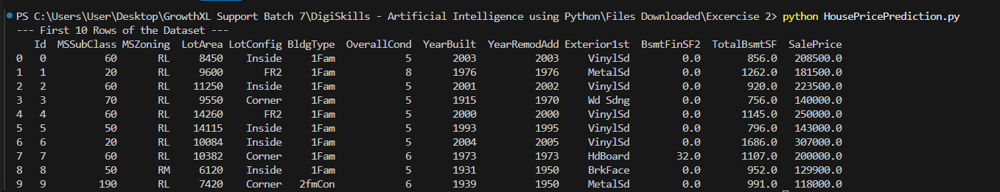 PS C:\Users\User\Desktop\GrowthXL Support Batch 7\DigiSkills - Artificial Intelligence using Python\Files Downloaded\Excercise 2> python HousePricePrediction.py
--- First 10 Rows of the Dataset ---
   Id  MSSubClass MSZoning  LotArea LotConfig BldgType  OverallCond  YearBuilt  YearRemodAdd Exterior1st  BsmtFinSF2  TotalBsmtSF  SalePrice
0   0          60       RL     8450    Inside     1Fam            5       2003          2003     VinylSd         0.0        856.0   208500.0
1   1          20       RL     9600       FR2     1Fam            8       1976          1976     MetalSd         0.0       1262.0   181500.0
2   2          60       RL    11250    Inside     1Fam            5       2001          2002     VinylSd         0.0        920.0   223500.0
3   3          70       RL     9550    Corner     1Fam            5       1915          1970     Wd Sdng         0.0        756.0   140000.0
4   4          60       RL    14260       FR2     1Fam            5       2000          2000     VinylSd         0.0       1145.0   250000.0
5   5          50       RL    14115    Inside     1Fam            5       1993          1995     VinylSd         0.0        796.0   143000.0
6   6          20       RL    10084    Inside     1Fam            5       2004          2005     VinylSd         0.0       1686.0   307000.0
7   7          60       RL    10382    Corner     1Fam            6       1973          1973     HdBoard        32.0       1107.0   200000.0
8   8          50       RM     6120    Inside     1Fam            5       1931          1950     BrkFace         0.0        952.0   129900.0
9   9         190       RL     7420    Corner   2fmCon            6       1939          1950     MetalSd         0.0        991.0   118000.0